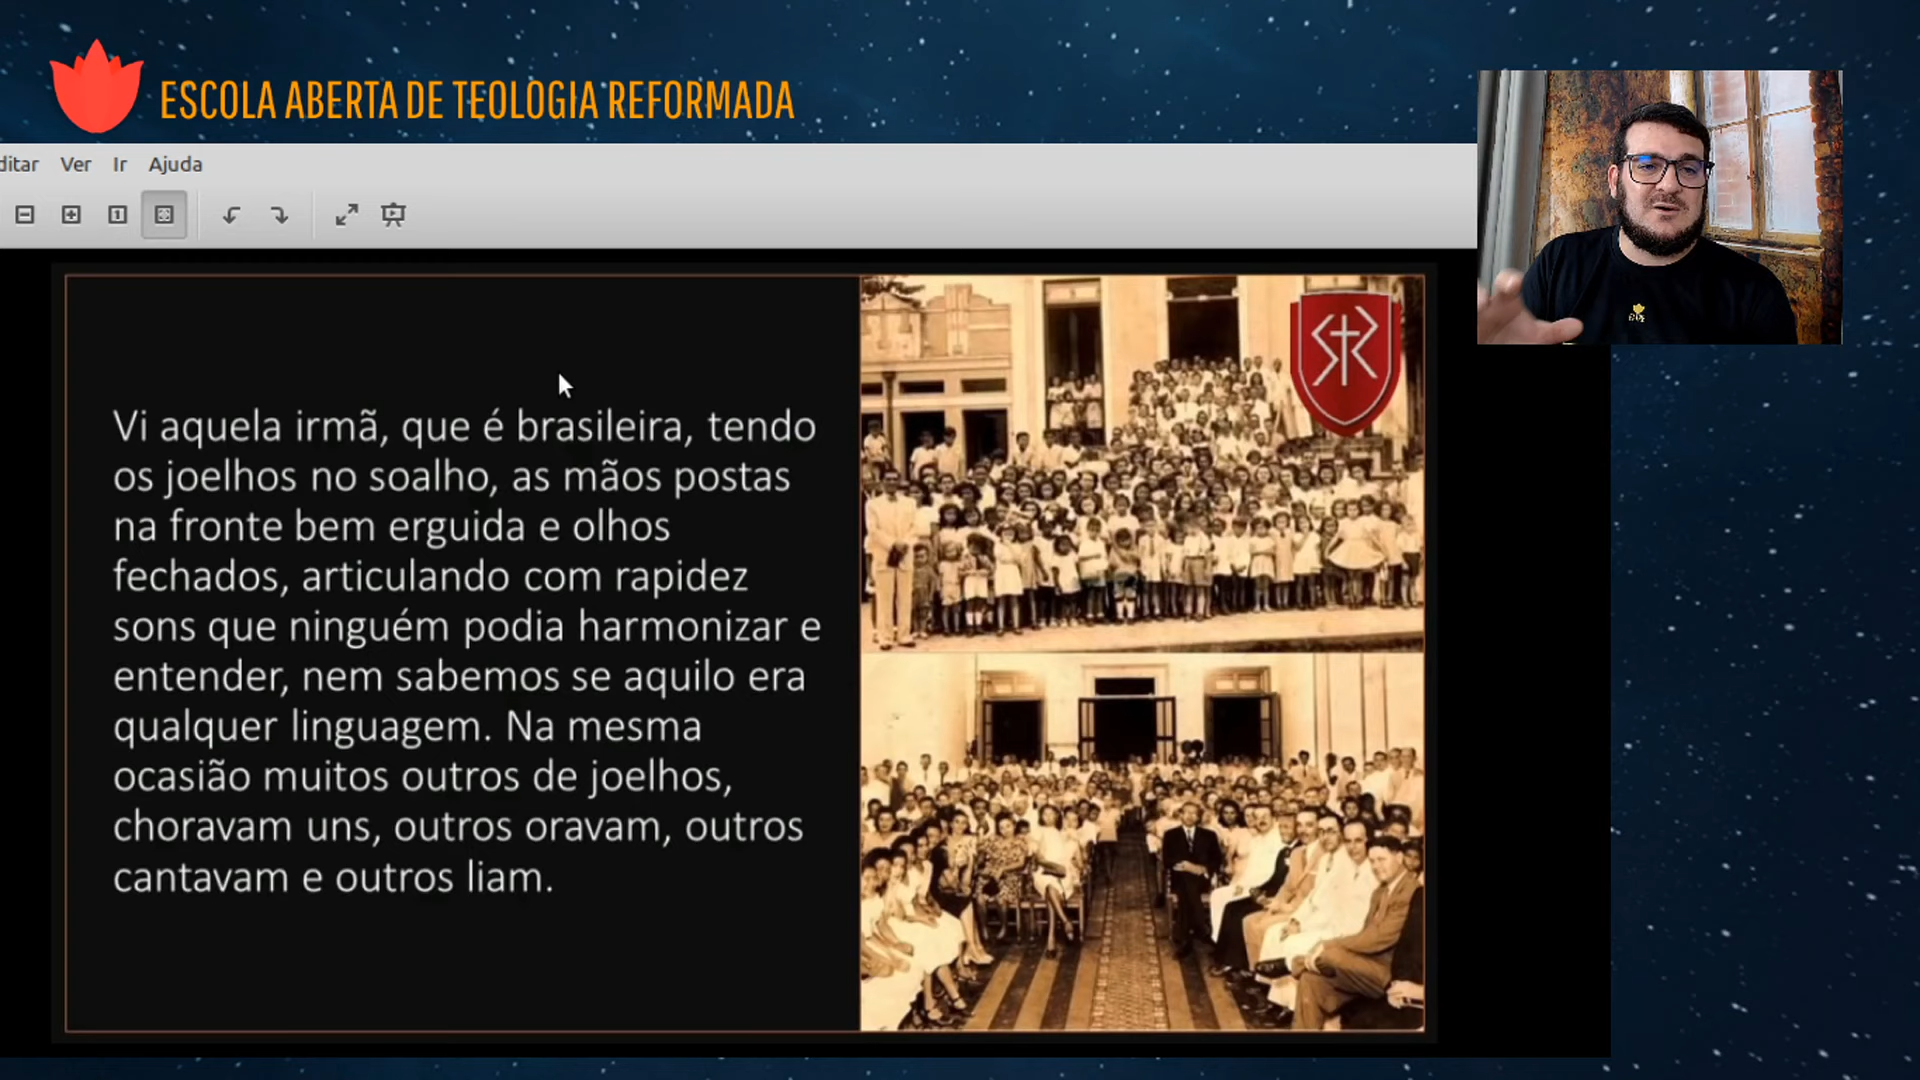 ESCOLA ABERTA DE TEOLOGIA REFORMADA
ditar Ver Ir Ajuda
Vi aquela irmã, que é brasileira, tendo
os joelhos no soalho, as mãos postas
na fronte bem erguida e olhos
fechados, articulando com rapidez
sons que ninguém podia harmonizar e
entender, nem sabemos se aquilo era
qualquer linguagem. Na mesma
ocasião muitos outros de joelhos,
choravam uns, outros oravam, outros
cantavam e outros liam.